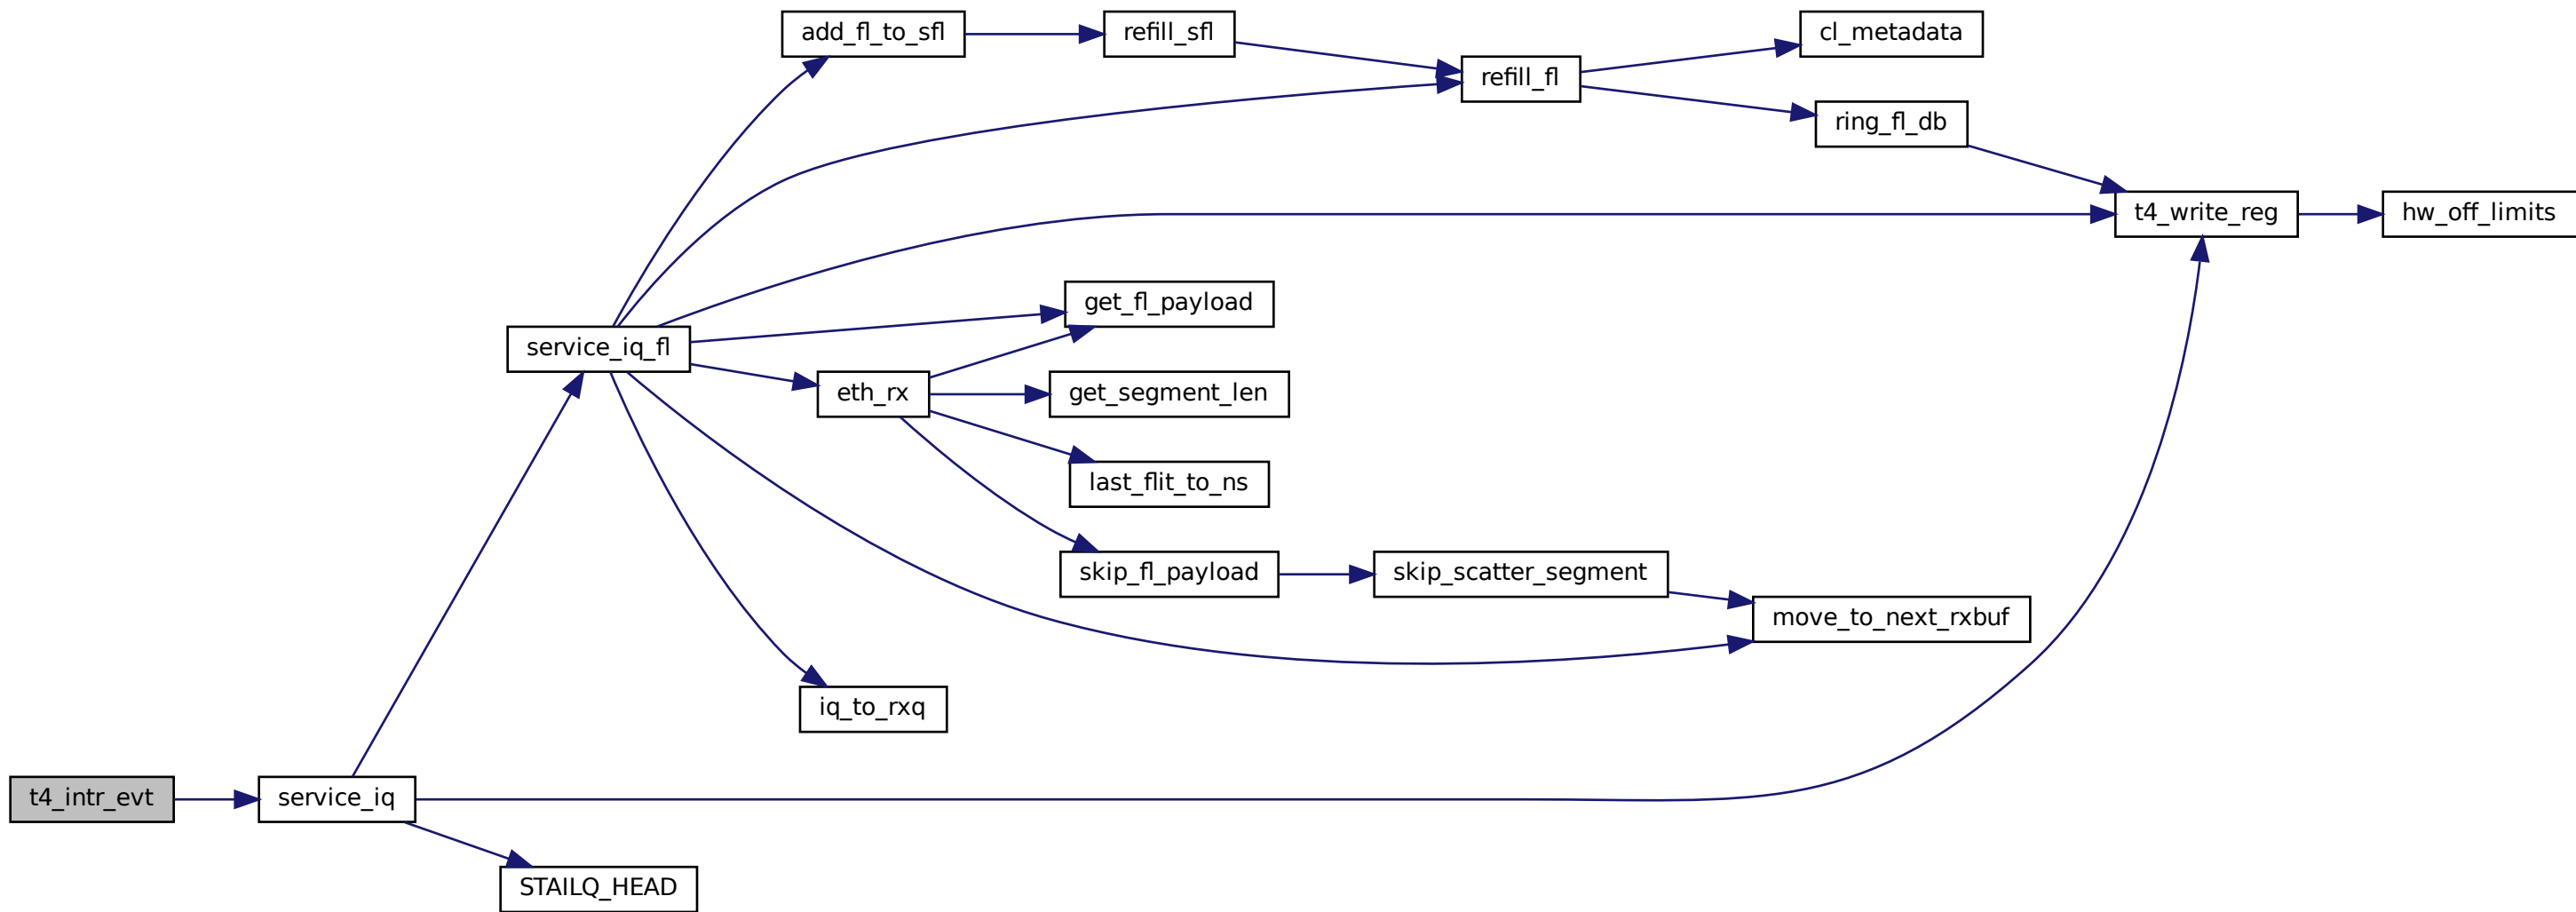 add_fl_to_sfl
refill_sfl
cl_metadata
refill_fl
ring_fl_db
t4_write_reg
hw_off_limits
get_fl_payload
service_iq_fl
eth_rx
get_segment_len
last_flit_to_ns
skip_fl_payload
skip_scatter_segment
move_to_next_rxbuf
iq_to_rxq
t4_intr_evt
service_iq
STAILQ_HEAD